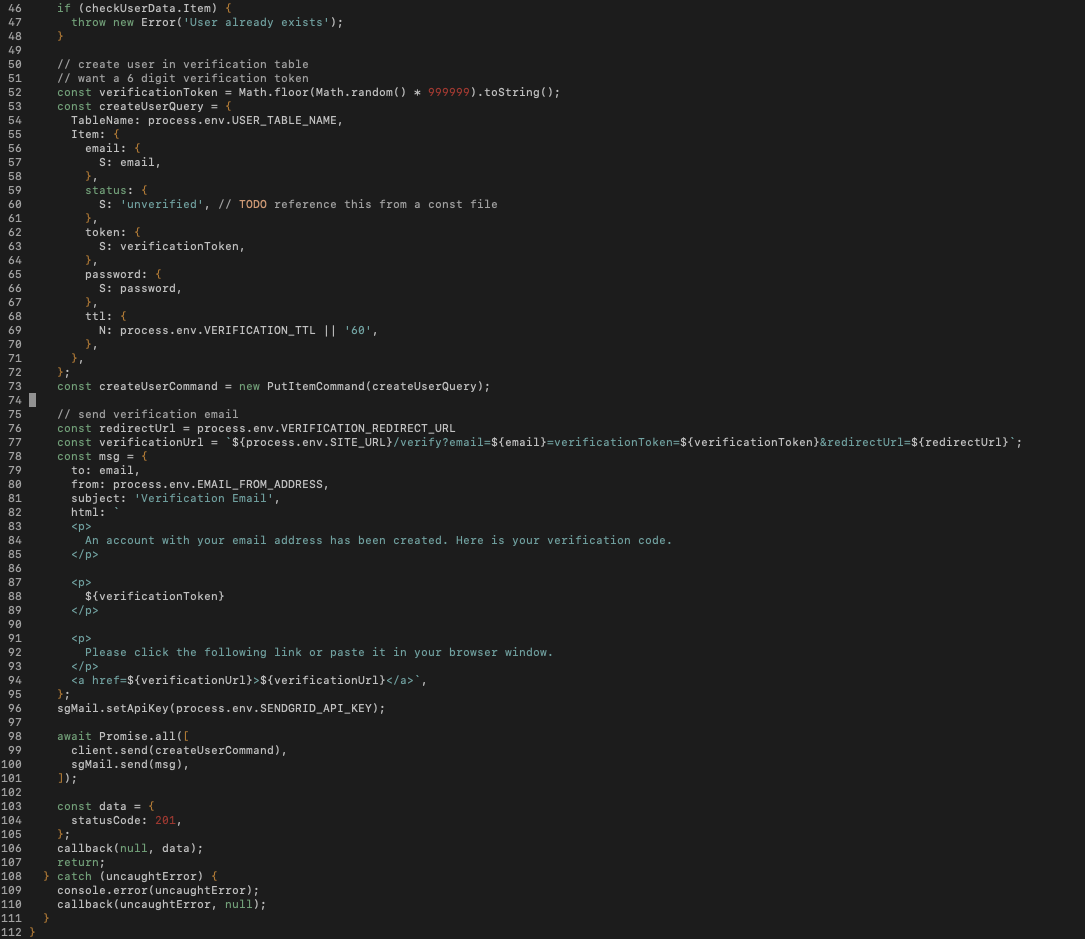 46 if (checkUserData.Item) {
47 throw new Error('User already exists');
48 }
49
50 // create user in verification table
51 // want a 6 digit verification token
52 const verificationToken = Math.floor(Math.random() * 999999).toString();
53 const createUserQuery = {
54 TableName: process.env.USER_TABLE_NAME,
55 Item: {
56 email: {
57 S: email,
58 },
59 status: {
60 S: 'unverified', // TODO reference this from a const file
61 },
62 token: {
63 S: verificationToken,
64 },
65 password: {
66 S: password,
67 },
68 ttl: {
69 N: process.env.VERIFICATION_TTL || '60',
70 },
71 },
72 };
73 const createUserCommand = new PutItemCommand(createUserQuery);
74
75 // send verification email
76 const redirectUrl = process.env.VERIFICATION_REDIRECT_URL
77 const verificationUrl = `${process.env.SITE_URL}/verify?email=${email}=verificationToken=${verificationToken}&redirectUrl=${redirectUrl}`;
78 const msg = {
79 to: email,
80 from: process.env.EMAIL_FROM_ADDRESS,
81 subject: 'Verification Email',
82 html: `
83 <p>
84 An account with your email address has been created. Here is your verification code.
85 </p>
86
87 <p>
88 ${verificationToken}
89 </p>
90
91 <p>
92 Please click the following link or paste it in your browser window.
93 </p>
94 <a href=${verificationUrl}>${verificationUrl}</a>`,
95 };
96 sgMail.setApiKey(process.env.SENDGRID_API_KEY);
97
98 await Promise.all([
99 client.send(createUserCommand),
100 sgMail.send(msg),
101 ]);
102
103 const data = {
104 statusCode: 201,
105 };
106 callback(null, data);
107 return;
108 } catch (uncaughtError) {
109 console.error(uncaughtError);
110 callback(uncaughtError, null);
111 }
112 }